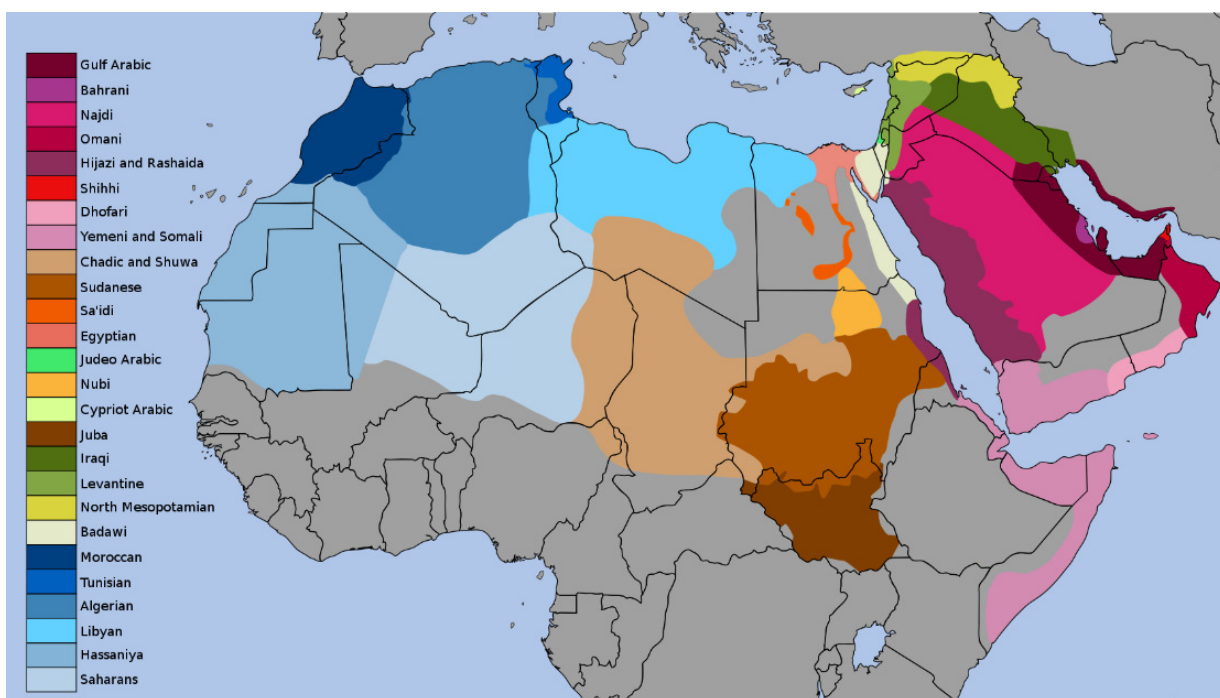 Gulf Arabic
Bahrani
Najdi
Omani
Hijazi and Rashaida
Shihhi
Dhofari
Yemeni and Somali
Chadic and Shuwa
Sudanese
Sa'idi
Egyptian
Judeo Arabic
Nubi
Cypriot Arabic
Juba
Iraqi
Levantine
North Mesopotamian
Badawi
Moroccan
Tunisian
Algerian
Libyan
Hassaniya
Saharans